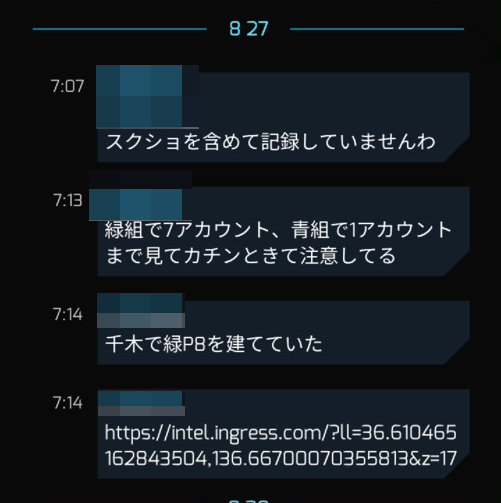 8 27
7:07
スクショを含めて記録していませんわ
7:13
緑組で7アカウント、青組で1アカウント
まで見てカチンときて注意してる
7:14
千木で緑PBを建てていた
7:14
https://intel.ingress.com/?ll=36.610465
162843504,136.66700070355813&z=17